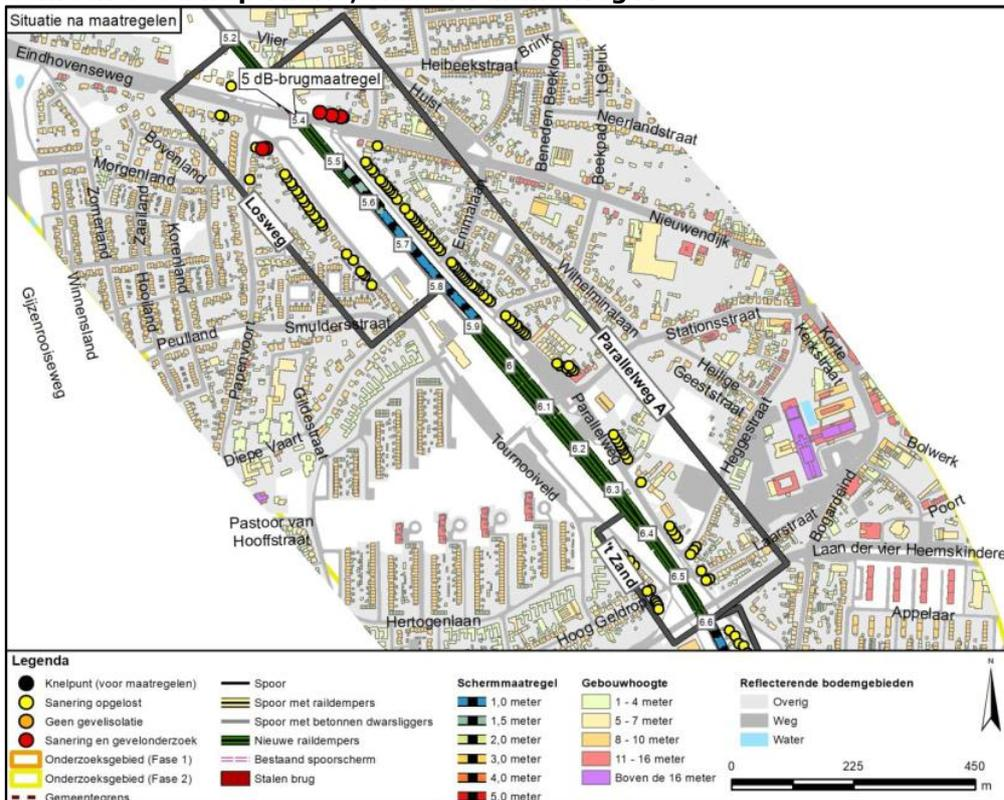 Situatie na maatregelen
5.2
Vlier
Eindhovenseweg
Brink
Heibeekstraat
5 dB-brugmaatregel
Hulst
Beneden Beekloop
't Geluk
Beekpad
Neerlandstraat
5.4
Bovenland
Morgenland
5.5
Zomerland
Zaailand
Korenland
Losweg
5.6
Emmalaan
5.7
Nieuwendijk
Gijzenrooiseweg
Winnensland
Hooiland
Peulland
Papenvoort
Smuldersstraat
5.8
5.9
Wilhelminalaan
Stationsstraat
Parallelweg A
Heilige
Geeststraat
Korte
Kerkstraat
6
Gildestraat
Diepe Vaart
6.1
Parallelweg
Heggestraat
Tournooiveld
6.2
6.3
Bolwerk
Bogardeind
Poort
Pastoor van
Hooffstraat
6.4
't Zand
Laarstraat
Laan der vier Heemskindere
6.5
Appelaar
Hertogenlaan
Hoog Geldrop
6.6
Legenda
Knelpunt (voor maatregelen)
Sanering opgelost
Geen gevelisolatie
Sanering en gevelonderzoek
Onderzoeksgebied (Fase 1)
Onderzoeksgebied (Fase 2)
Gemeentegrens
Spoor
Spoor met raildempers
Spoor met betonnen dwarsliggers
Nieuwe raildempers
Bestaand spoorscherm
Stalen brug
Schermmaatregel
1,0 meter
1,5 meter
2,0 meter
3,0 meter
4,0 meter
5,0 meter
Gebouwhoogte
1 - 4 meter
5 - 7 meter
8 - 10 meter
11 - 16 meter
Boven de 16 meter
Reflecterende bodemgebieden
Overig
Weg
Water
N
0 225 450
m